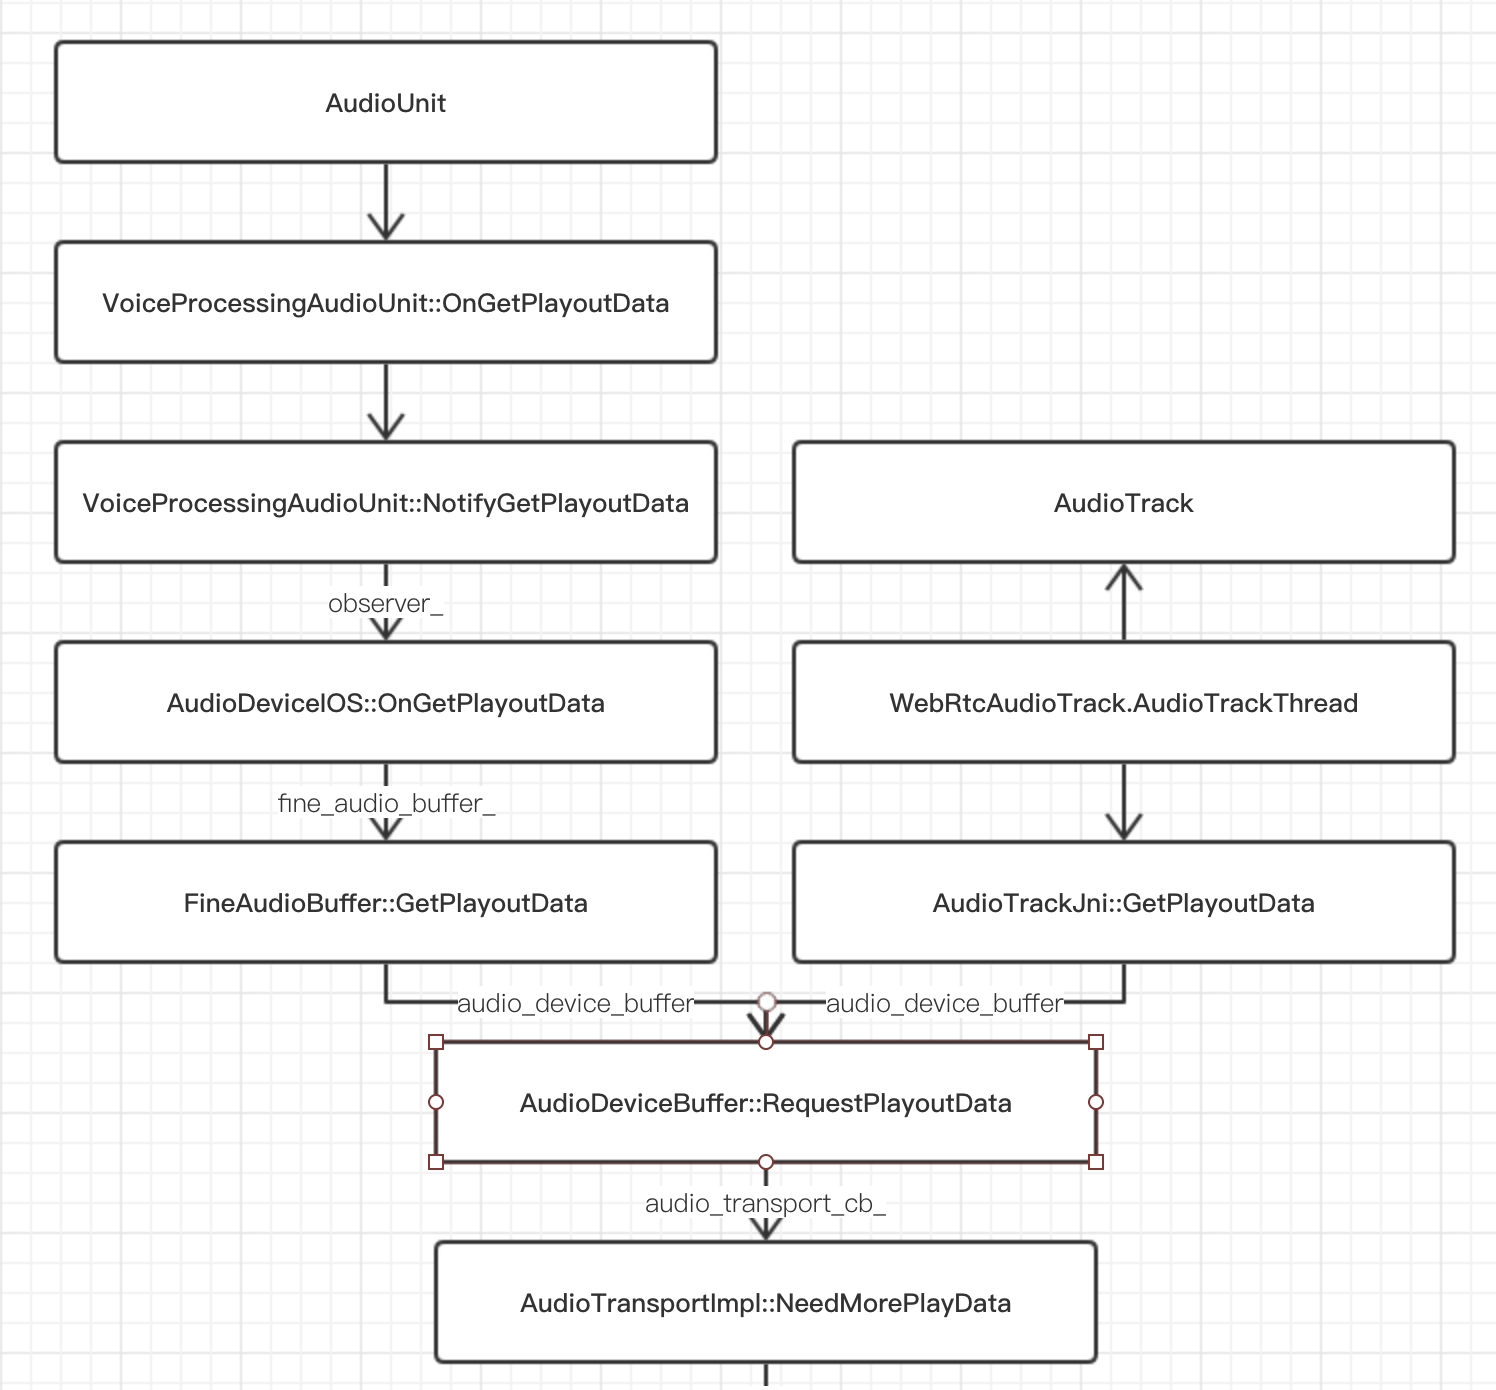 AudioUnit
VoiceProcessingAudioUnit::OnGetPlayoutData
VoiceProcessingAudioUnit::NotifyGetPlayoutData
AudioTrack
observer_
AudioDeviceIOS::OnGetPlayoutData
WebRtcAudioTrack.AudioTrackThread
fine_audio_buffer_
FineAudioBuffer::GetPlayoutData
AudioTrackJni::GetPlayoutData
audio_device_buffer
audio_device_buffer
AudioDeviceBuffer::RequestPlayoutData
audio_transport_cb_
AudioTransportImpl::NeedMorePlayData